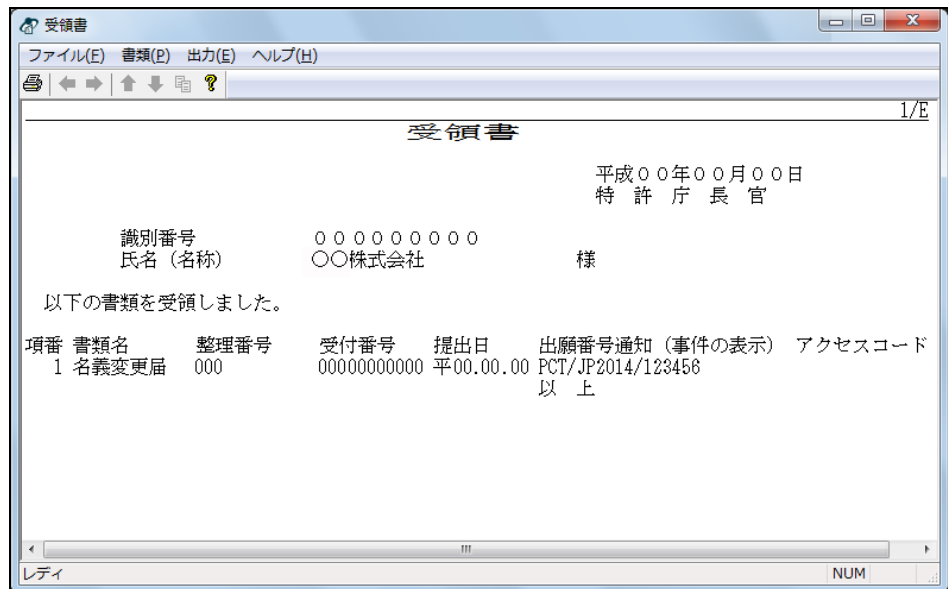 受領書
ファイル(F) 書類(P) 出力(E) ヘルプ(H)
1/E
受領書
平成００年００月００日
特 許 庁 長 官
識別番号 ０００００００００
氏名（名称） 〇〇株式会社 様
以下の書類を受領しました。
項番 書類名 整理番号 受付番号 提出日 出願番号通知（事件の表示） アクセスコード
1 名義変更届 000 00000000000 平00.00.00 PCT/JP2014/123456
以 上
レディ NUM